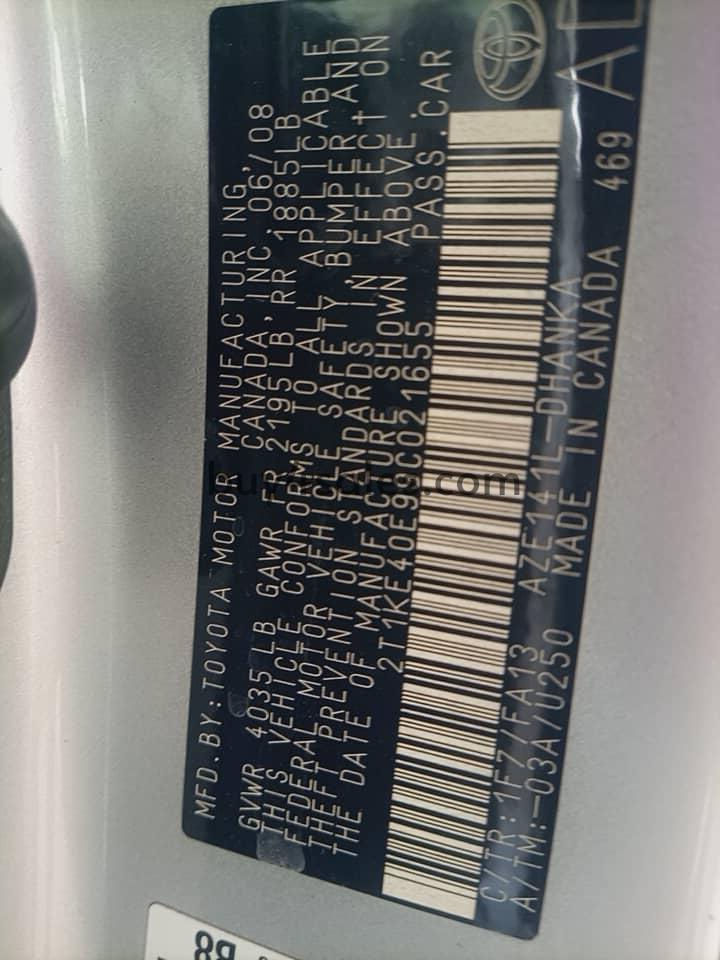 MFD.BY:TOYOTA MOTOR MANUFACTURING,
CANADA, INC. 06/08
GVWR 4035LB GAWR FR 2195LB, RR 1885LB
THIS VEHICLE CONFORMS TO ALL APPLICABLE
FEDERAL MOTOR VEHICLE SAFETY, BUMPER, AND
THEFT PREVENTION STANDARDS IN EFFECT ON
THE DATE OF MANUFACTURE SHOWN ABOVE.
2T1KE40E99C021655 PASS.CAR
C/TR:1F7/FA13 AZE141L-DHANKA
A/TM:-03A/U250 MADE IN CANADA 469
B8